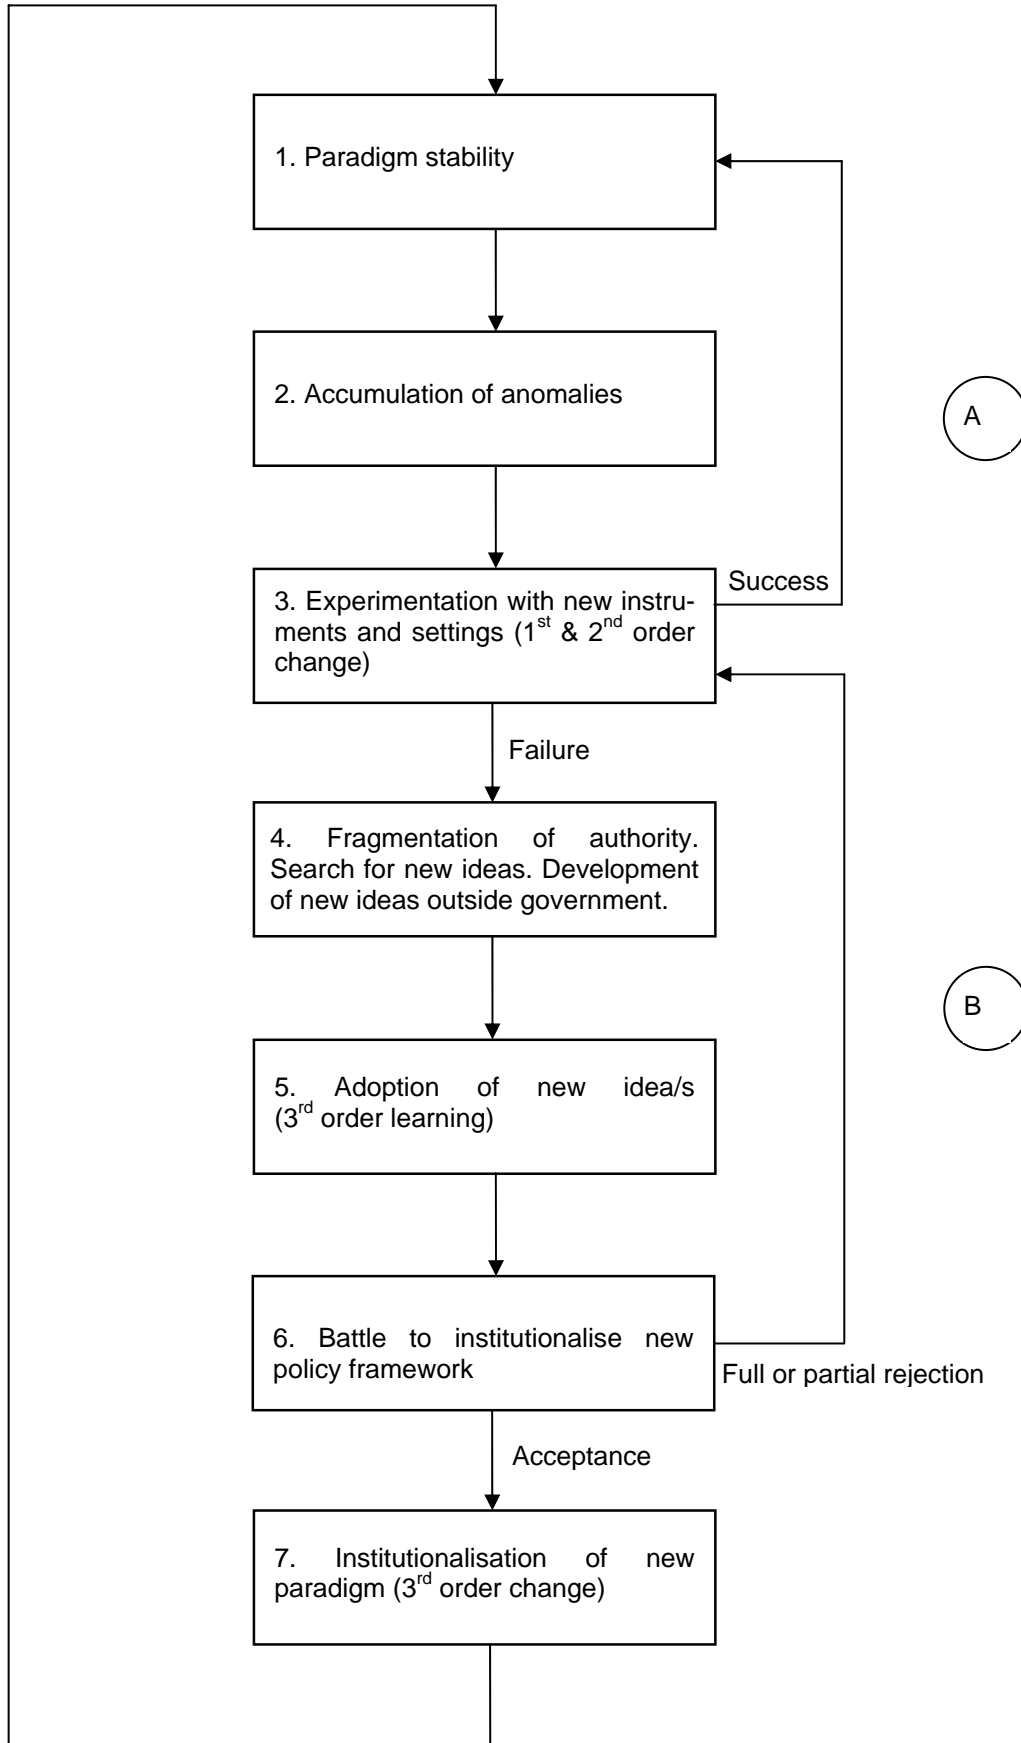 1. Paradigm stability
2. Accumulation of anomalies
A
Success
3. Experimentation with new instru-
ments and settings (1st & 2nd order
change)
Failure
4. Fragmentation of authority.
Search for new ideas. Development
of new ideas outside government.
B
5. Adoption of new idea/s
(3rd order learning)
6. Battle to institutionalise new
policy framework
Full or partial rejection
Acceptance
7. Institutionalisation of new
paradigm (3rd order change)